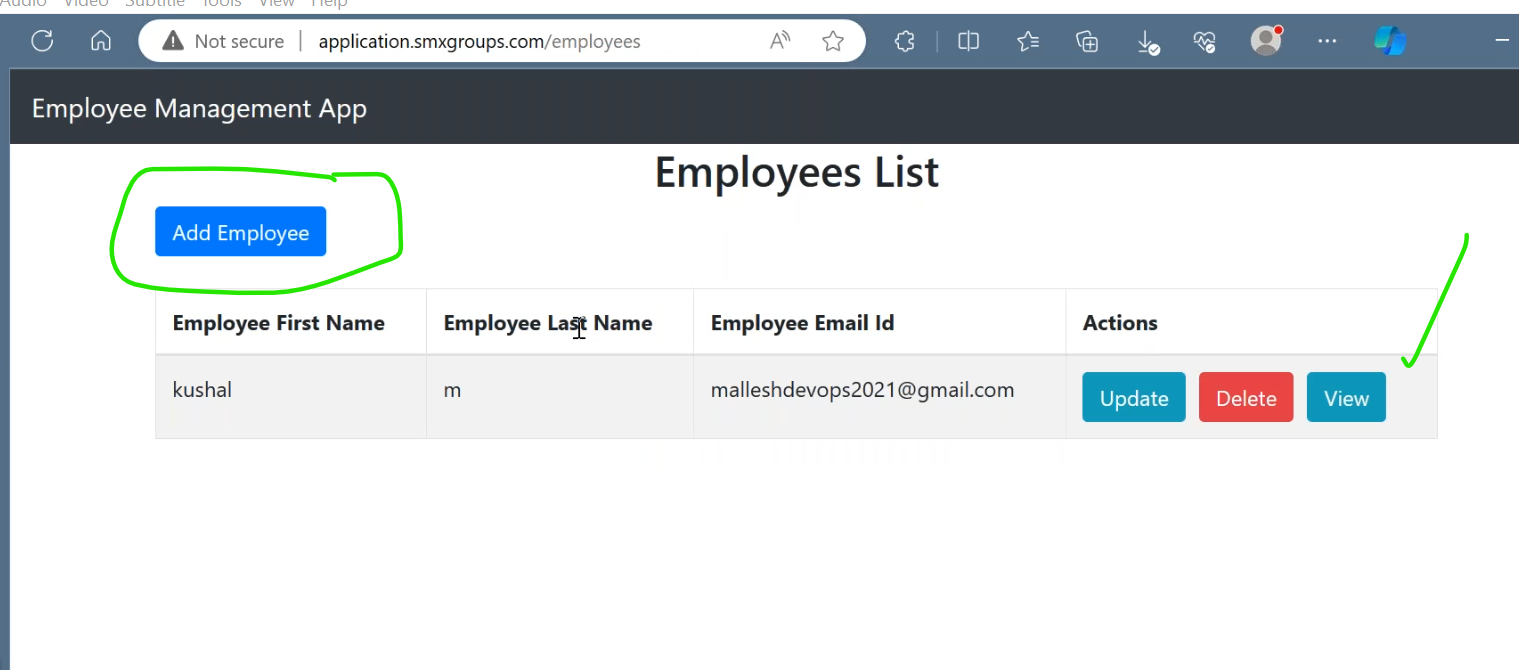 Audio Video Subtitle Tools View Help
Not secure application.smxgroups.com/employees
Employee Management App
Employees List
Add Employee
Employee First Name Employee Last Name Employee Email Id Actions
kushal m malleshdevops2021@gmail.com Update Delete View